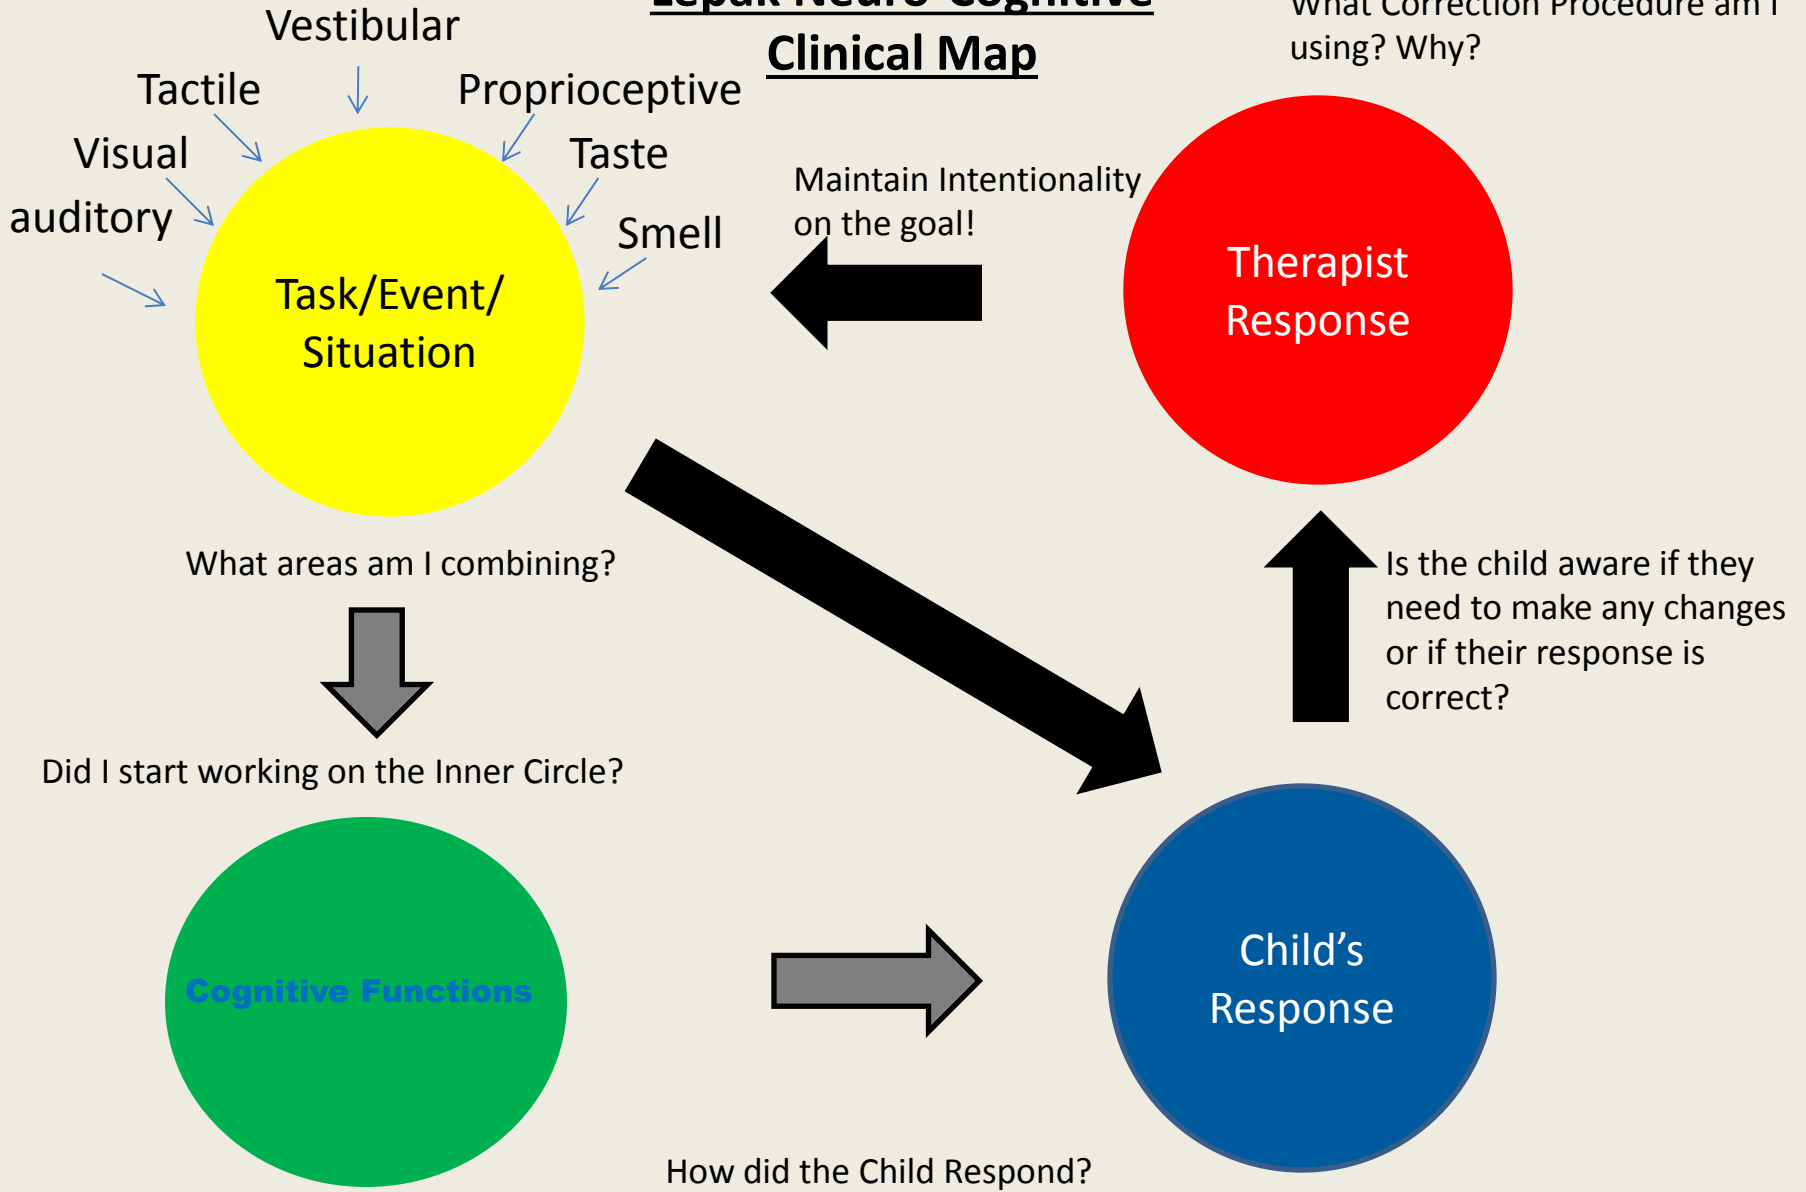 Lepak Neuro-Cognitive
Clinical Map
What Correction Procedure am I
using? Why?
Vestibular
Tactile
Proprioceptive
Visual
Taste
auditory
Smell
Task/Event/
Situation
Maintain Intentionality
on the goal!
Therapist
Response
What areas am I combining?
Is the child aware if they
need to make any changes
or if their response is
correct?
Did I start working on the Inner Circle?
Cognitive Functions
Child’s
Response
How did the Child Respond?